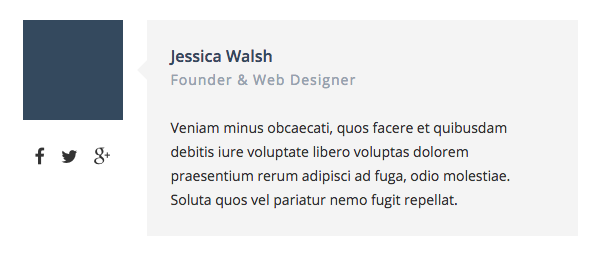 Jessica Walsh
Founder & Web Designer
Veniam minus obcaecati, quos facere et quibusdam
debitis iure voluptate libero voluptas dolorem
praesentium rerum adipisci ad fuga, odio molestiae.
Soluta quos vel pariatur nemo fugit repellat.